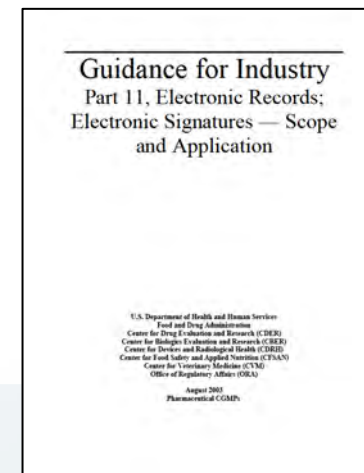 Guidance for Industry
Part 11, Electronic Records;
Electronic Signatures — Scope
and Application
U.S. Department of Health and Human Services
Food and Drug Administration
Center for Drug Evaluation and Research (CDER)
Center for Biologics Evaluation and Research (CBER)
Center for Devices and Radiological Health (CDRH)
Center for Food Safety and Applied Nutrition (CFSAN)
Center for Veterinary Medicine (CVM)
Office of Regulatory Affairs (ORA)
August 2003
Pharmaceutical CGMPs